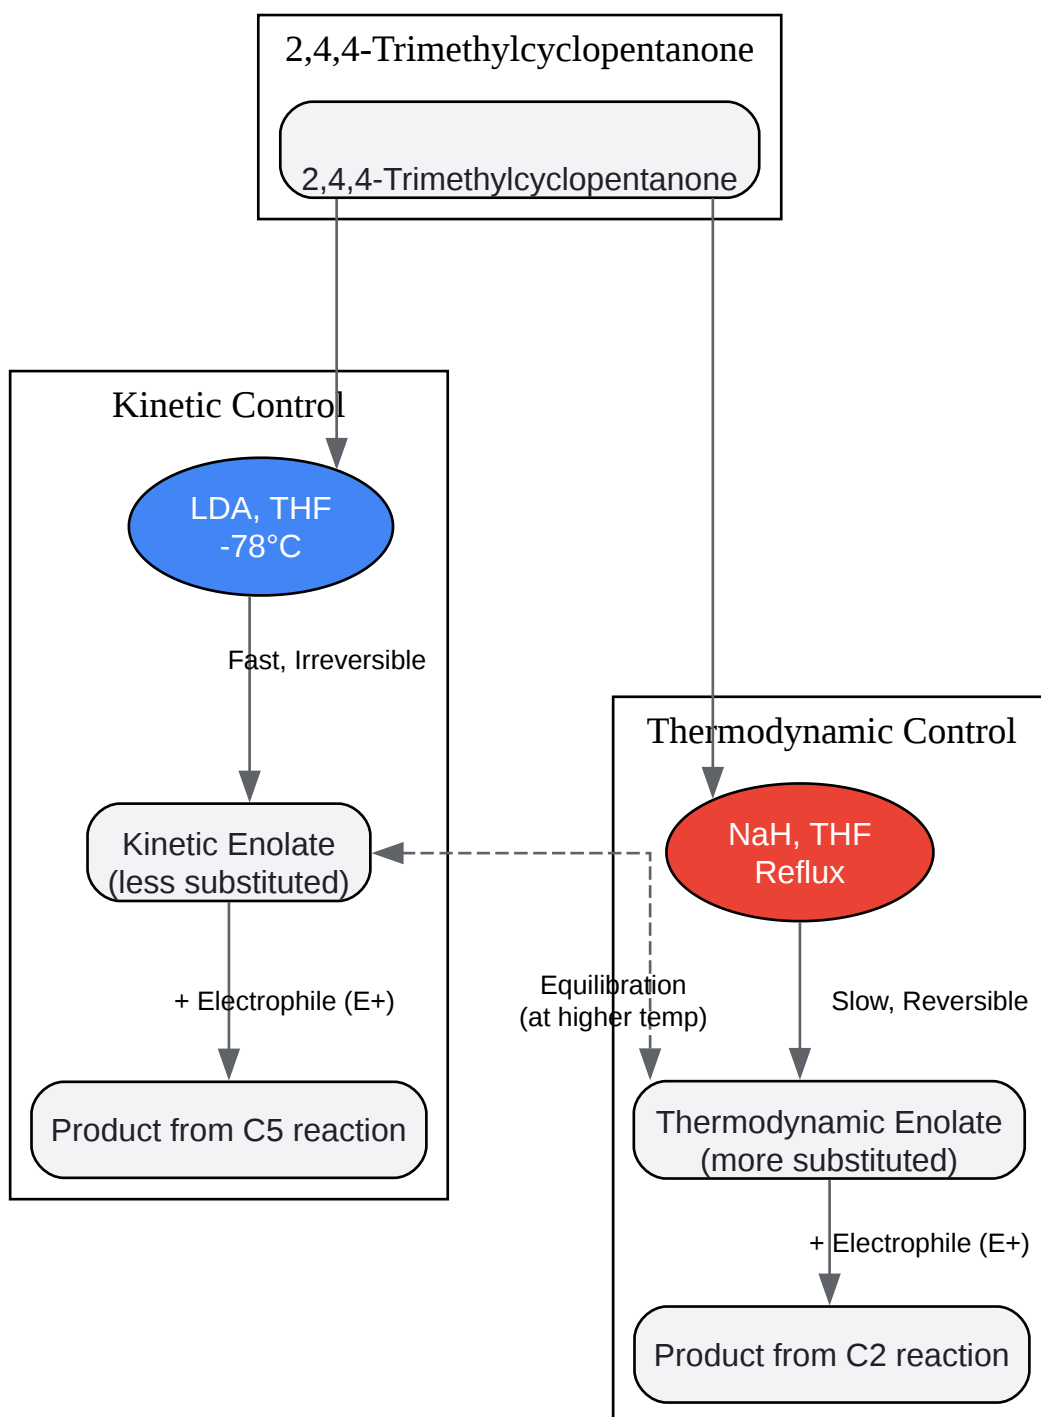 2,4,4-Trimethylcyclopentanone
2,4,4-Trimethylcyclopentanone
Kinetic Control
LDA, THF
-78°C
Fast, Irreversible
Kinetic Enolate
(less substituted)
+ Electrophile (E+)
Product from C5 reaction
Equilibration
(at higher temp)
Thermodynamic Control
NaH, THF
Reflux
Slow, Reversible
Thermodynamic Enolate
(more substituted)
+ Electrophile (E+)
Product from C2 reaction